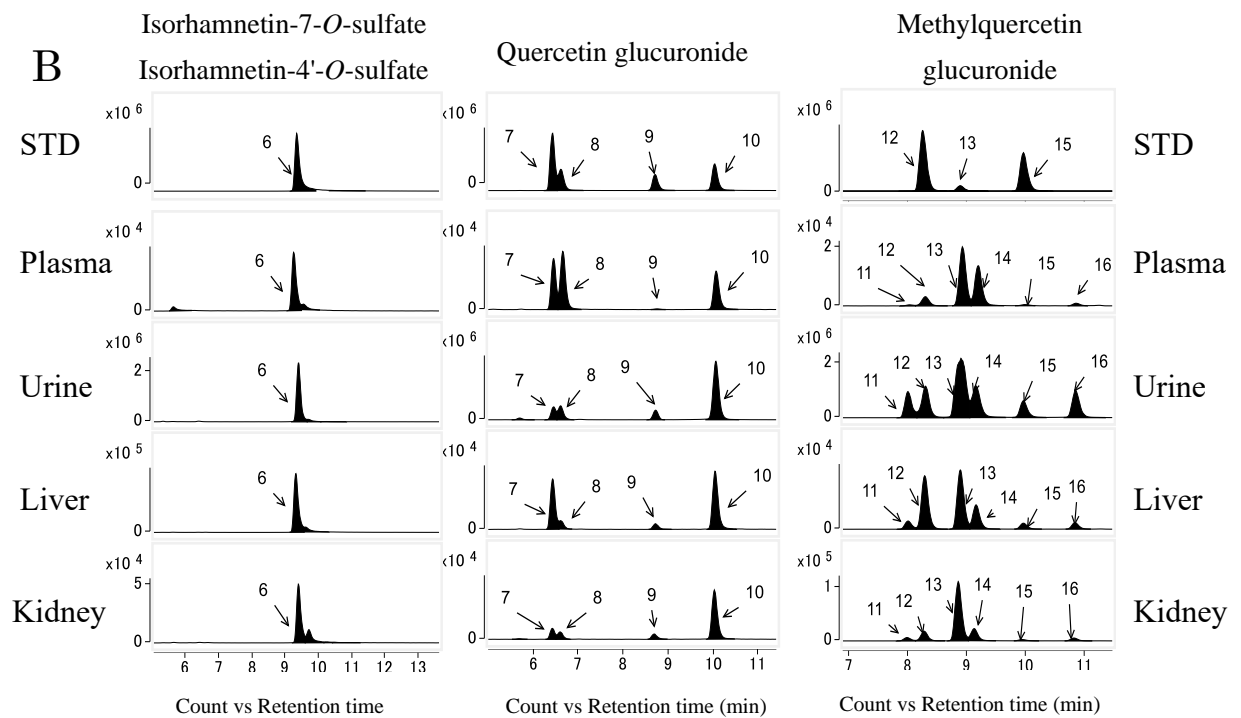 B
Isorhamnetin-7-O-sulfate
Isorhamnetin-4'-O-sulfate
Quercetin glucuronide
Methylquercetin
glucuronide
STD
x10 6
6
0
x10 6
7
8
9
10
0
x10 6
12
13
15
0
STD
Plasma
x10 4
6
0
x10 4
7
8
9
10
0
x10 4
2
11
12
13
14
15
16
0
Plasma
Urine
x10 6
2
6
0
x10 6
7
8
9
10
0
x10 6
2
11
12
13
14
15
16
0
Urine
Liver
x10 5
6
0
x10 4
7
8
9
10
0
x10 4
11
12
13
14
15
16
0
Liver
Kidney
x10 4
5
6
0
x10 4
7
8
9
10
0
x10 5
1
11
12
13
14
15
16
0
Kidney
6 7 8 9 10 11 12 13
6 7 8 9 10 11
7 8 9 10 11
Count vs Retention time
Count vs Retention time (min)
Count vs Retention time (min)